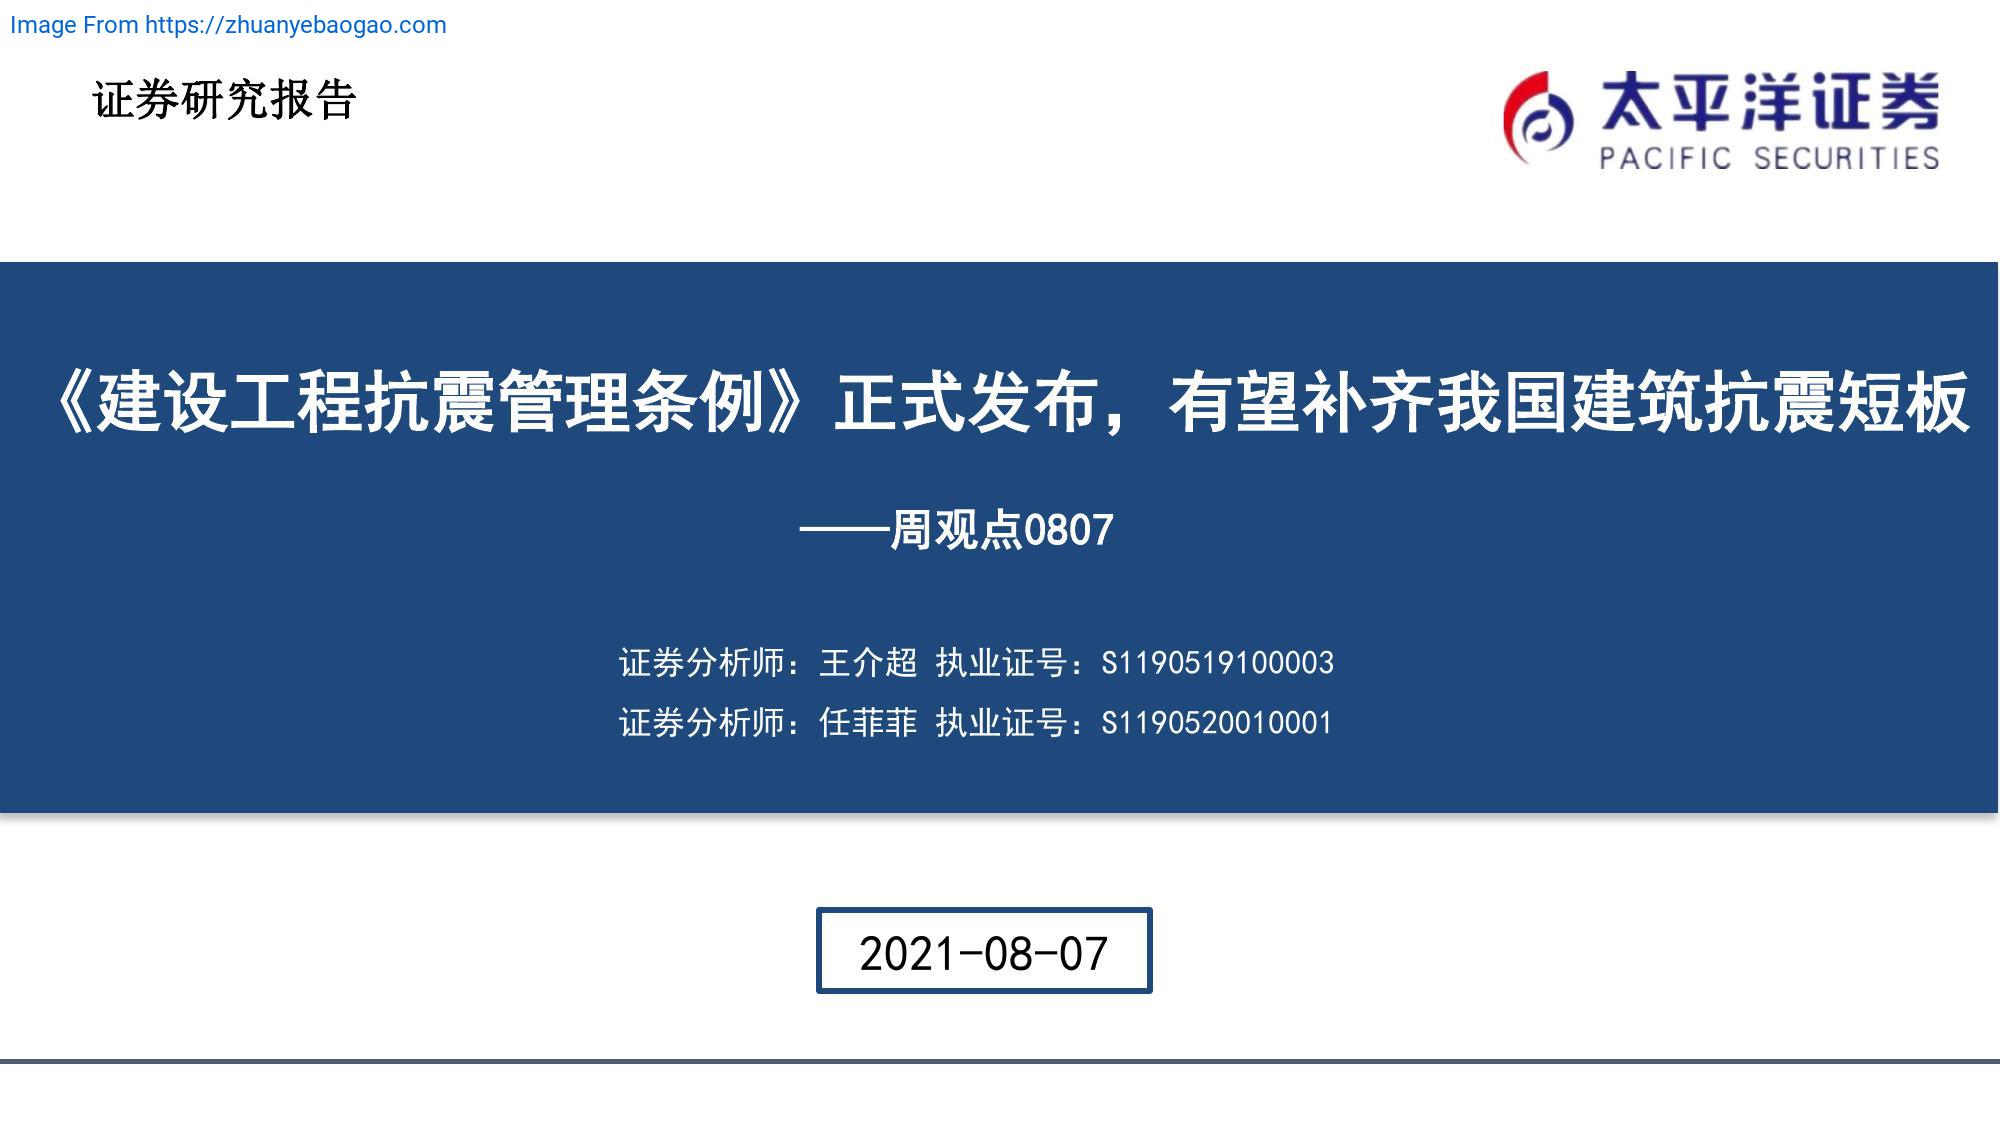 Image From https://zhuanyebaogao.com
证券研究报告
太平洋证券
PACIFIC SECURITIES
《建设工程抗震管理条例》正式发布，有望补齐我国建筑抗震短板
——周观点0807
证券分析师：王介超 执业证号：S1190519100003
证券分析师：任菲菲 执业证号：S1190520010001
2021-08-07